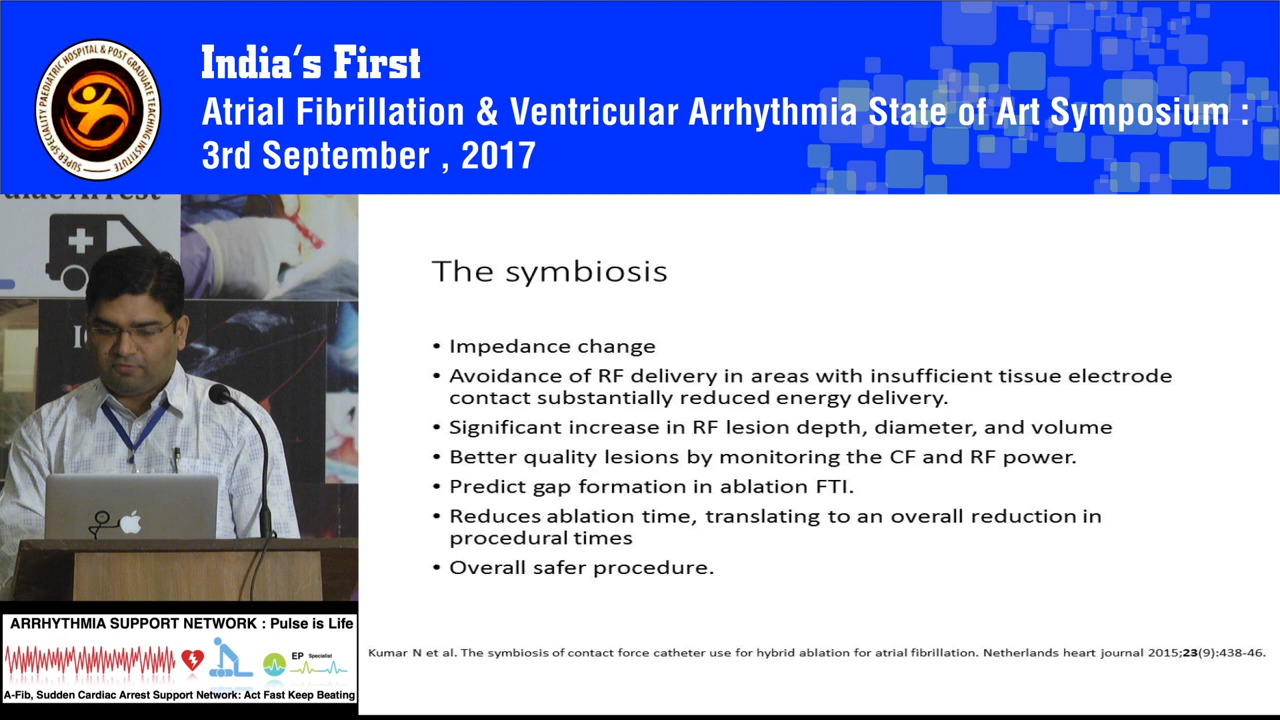 India's First
Atrial Fibrillation & Ventricular Arrhythmia State of Art Symposium :
3rd September , 2017
SUPER SPECIALITY PAEDIATRIC HOSPITAL & POST GRADUATE TEACHING INSTITUTE
The symbiosis
• Impedance change
• Avoidance of RF delivery in areas with insufficient tissue electrode
contact substantially reduced energy delivery.
• Significant increase in RF lesion depth, diameter, and volume
• Better quality lesions by monitoring the CF and RF power.
• Predict gap formation in ablation FTI.
• Reduces ablation time, translating to an overall reduction in
procedural times
• Overall safer procedure.
Kumar N et al. The symbiosis of contact force catheter use for hybrid ablation for atrial fibrillation. Netherlands heart journal 2015;23(9):438-46.
Arrest
ARRHYTHMIA SUPPORT NETWORK : Pulse is Life
EP Specialist
A-Fib, Sudden Cardiac Arrest Support Network: Act Fast Keep Beating